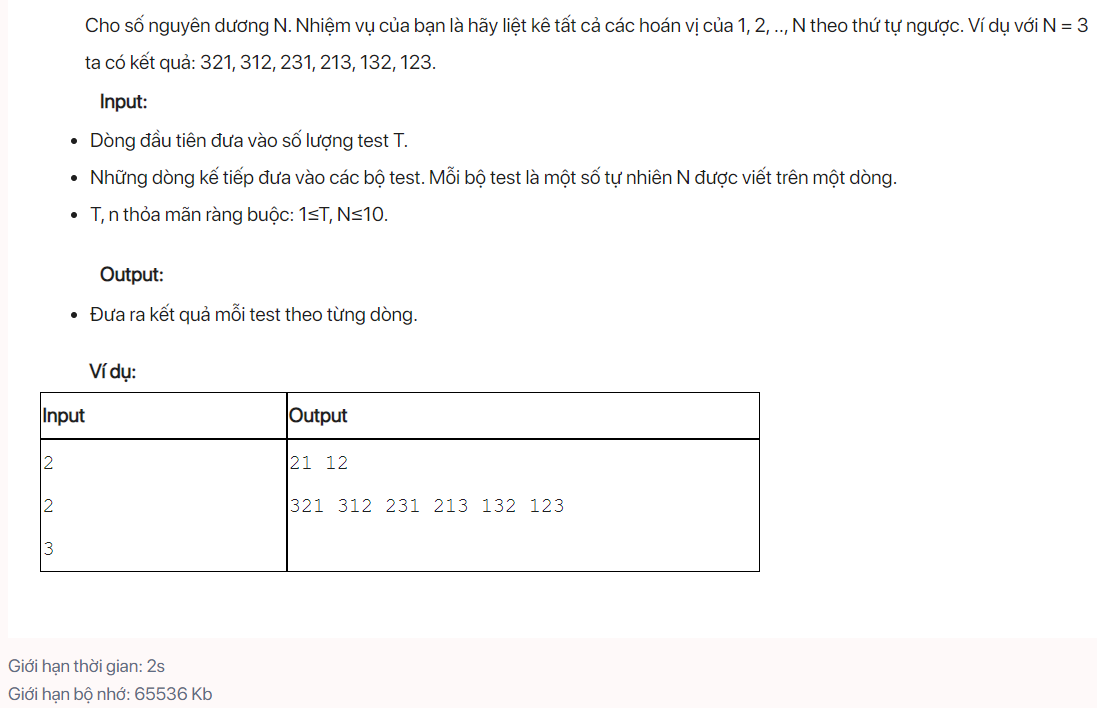 Cho số nguyên dương N. Nhiệm vụ của bạn là hãy liệt kê tất cả các hoán vị của 1, 2, .., N theo thứ tự ngược. Ví dụ với N = 3
ta có kết quả: 321, 312, 231, 213, 132, 123.
Input:
• Dòng đầu tiên đưa vào số lượng test T.
• Những dòng kế tiếp đưa vào các bộ test. Mỗi bộ test là một số tự nhiên N được viết trên một dòng.
• T, n thỏa mãn ràng buộc: 1≤T, N≤10.
Output:
• Đưa ra kết quả mỗi test theo từng dòng.
Ví dụ:
Input Output
2 21 12
2 321 312 231 213 132 123
3
Giới hạn thời gian: 2s
Giới hạn bộ nhớ: 65536 Kb